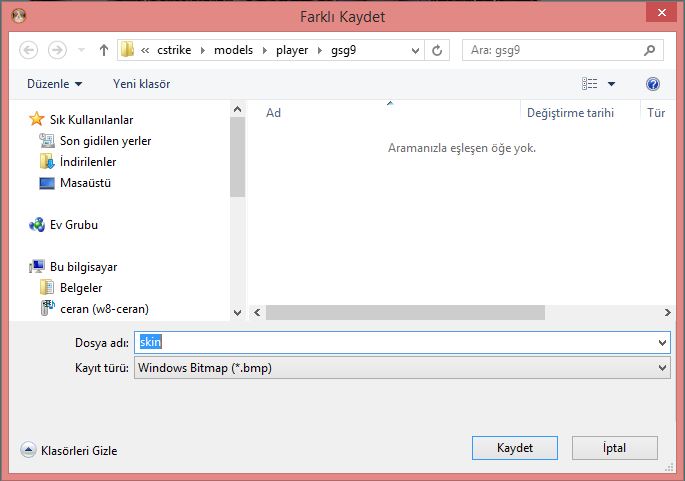 Farklı Kaydet
« cstrike models player gsg9
Ara: gsg9
Düzenle
Yeni klasör
Sık Kullanılanlar
Son gidilen yerler
İndirilenler
Masaüstü
Ev Grubu
Bu bilgisayar
Belgeler
ceran (w8-ceran)
Ad Değiştirme tarihi Tür
Aramanızla eşleşen öğe yok.
Dosya adı: skin
Kayıt türü: Windows Bitmap (*.bmp)
Klasörleri Gizle
Kaydet
İptal